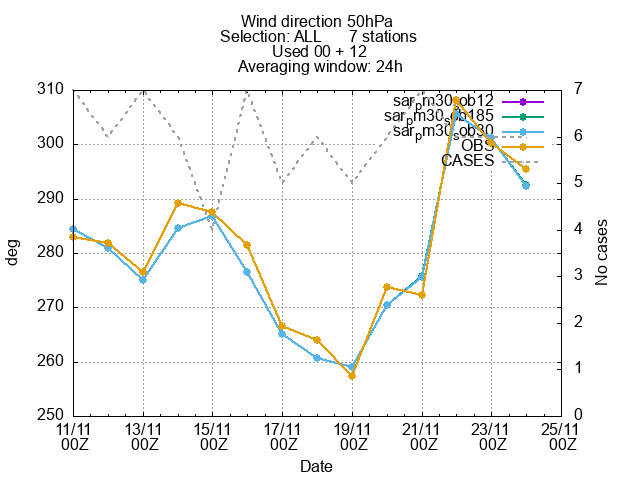 Wind direction 50hPa
Selection: ALL 7 stations
Used 00 + 12
Averaging window: 24h
310 7
sar_pm30_sob12
sar_pm30_sob185
sar_pm30_sob30
OBS
CASES
300 6
290 5
280 4
270 3
260 2
250 1
0
deg
No cases
11/11 13/11 15/11 17/11 19/11 21/11 23/11 25/11
00Z 00Z 00Z 00Z 00Z 00Z 00Z 00Z
Date